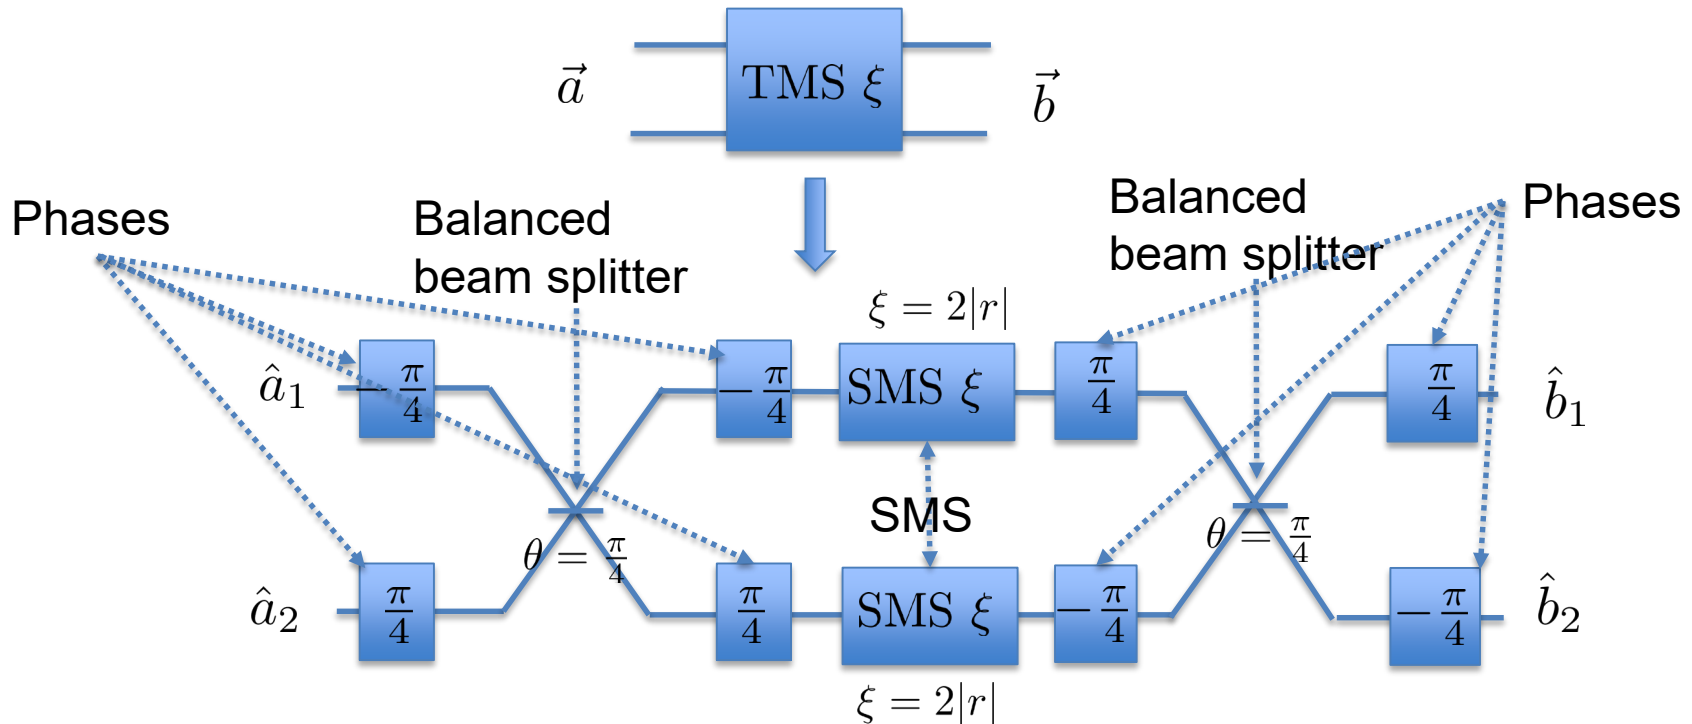 TMS ξ
a⃗
b⃗
Phases
Balanced
beam splitter
Balanced
beam splitter
Phases
ξ = 2|r|
â₁
−π/4
−π/4
SMS ξ
π/4
π/4
b̂₁
SMS
θ = π/4
θ = π/4
â₂
π/4
π/4
SMS ξ
−π/4
−π/4
b̂₂
ξ = 2|r|